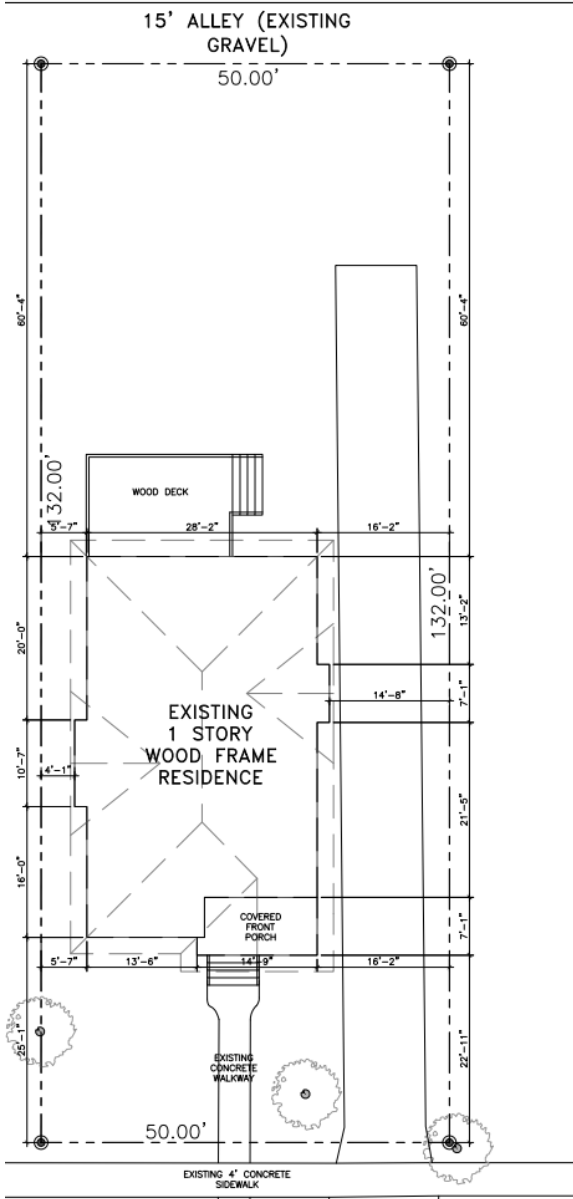 15' ALLEY (EXISTING
GRAVEL)
50.00'
60'-4"
60'-4"
132.00'
WOOD DECK
5'-7"
28'-2"
16'-2"
132.00'
13'-2"
20'-0"
14'-8"
7'-1"
EXISTING
1 STORY
WOOD FRAME
RESIDENCE
10'-7"
4'-1"
21'-5"
16'-0"
COVERED
FRONT
PORCH
7'-1"
5'-7"
13'-6"
14'-9"
16'-2"
25'-1"
22'-11"
EXISTING
CONCRETE
WALKWAY
50.00'
EXISTING 4' CONCRETE
SIDEWALK